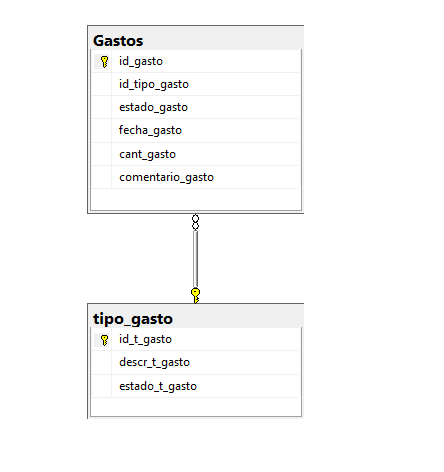 Gastos
id_gasto
id_tipo_gasto
estado_gasto
fecha_gasto
cant_gasto
comentario_gasto
tipo_gasto
id_t_gasto
descr_t_gasto
estado_t_gasto